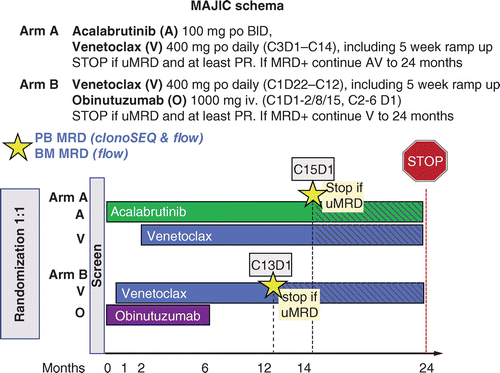 MAJIC schema
Arm A Acalabrutinib (A) 100 mg po BID,
Venetoclax (V) 400 mg po daily (C3D1–C14), including 5 week ramp up
STOP if uMRD and at least PR. If MRD+ continue AV to 24 months
Arm B Venetoclax (V) 400 mg po daily (C1D22–C12), including 5 week ramp up
Obinutuzumab (O) 1000 mg iv. (C1D1-2/8/15, C2-6 D1)
STOP if uMRD and at least PR. If MRD+ continue V to 24 months
PB MRD (clonoSEQ & flow)
BM MRD (flow)
C15D1
STOP
Stop if
uMRD
Randomization 1:1
Screen
Arm A
A
Acalabrutinib
V
Venetoclax
C13D1
Arm B
V
Venetoclax
stop if
uMRD
O
Obinutuzumab
Months 0 1 2 6 12 14 24